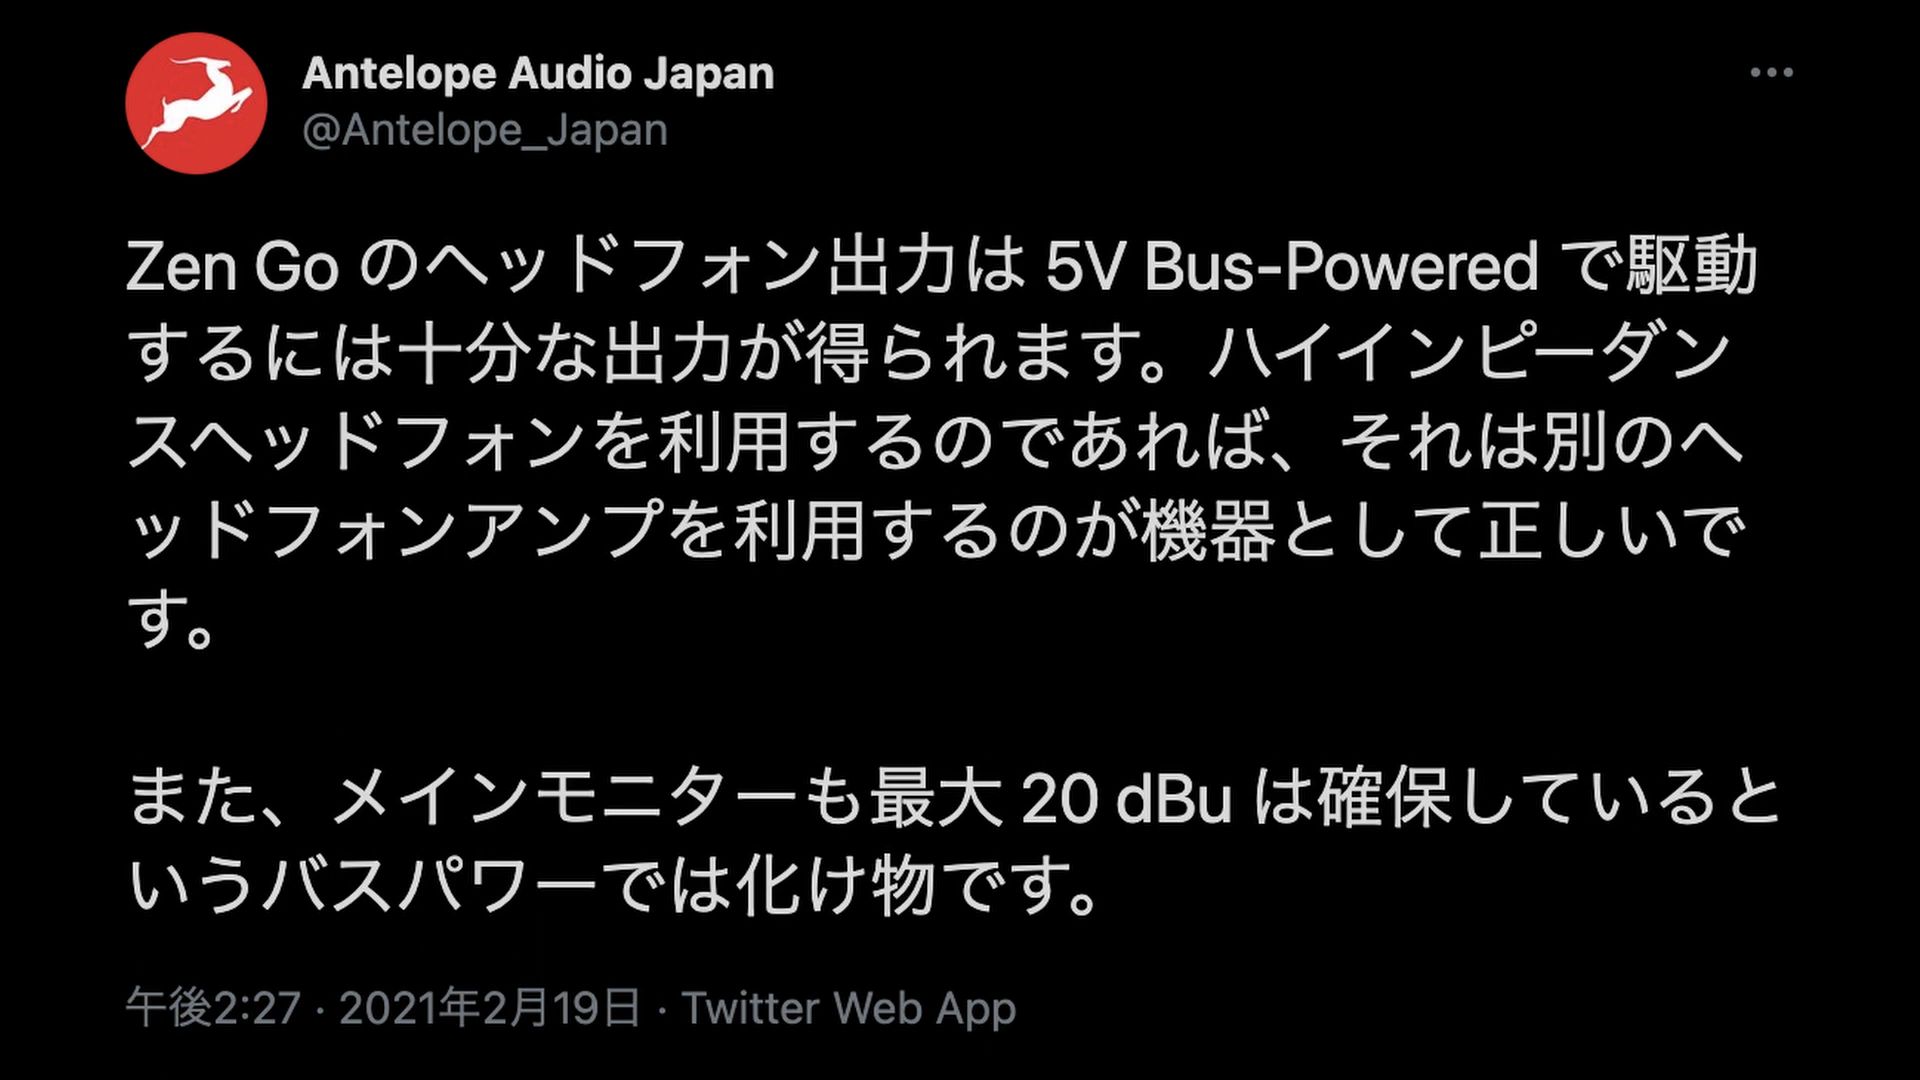 Antelope Audio Japan
@Antelope_Japan
Zen Go のヘッドフォン出力は 5V Bus-Powered で駆動
するには十分な出力が得られます。ハイインピーダン
スヘッドフォンを利用するのであれば、それは別のヘ
ッドフォンアンプを利用するのが機器として正しいで
す。
また、メインモニターも最大 20 dBu は確保していると
いうバスパワーでは化け物です。
午後2:27 · 2021年2月19日 · Twitter Web App